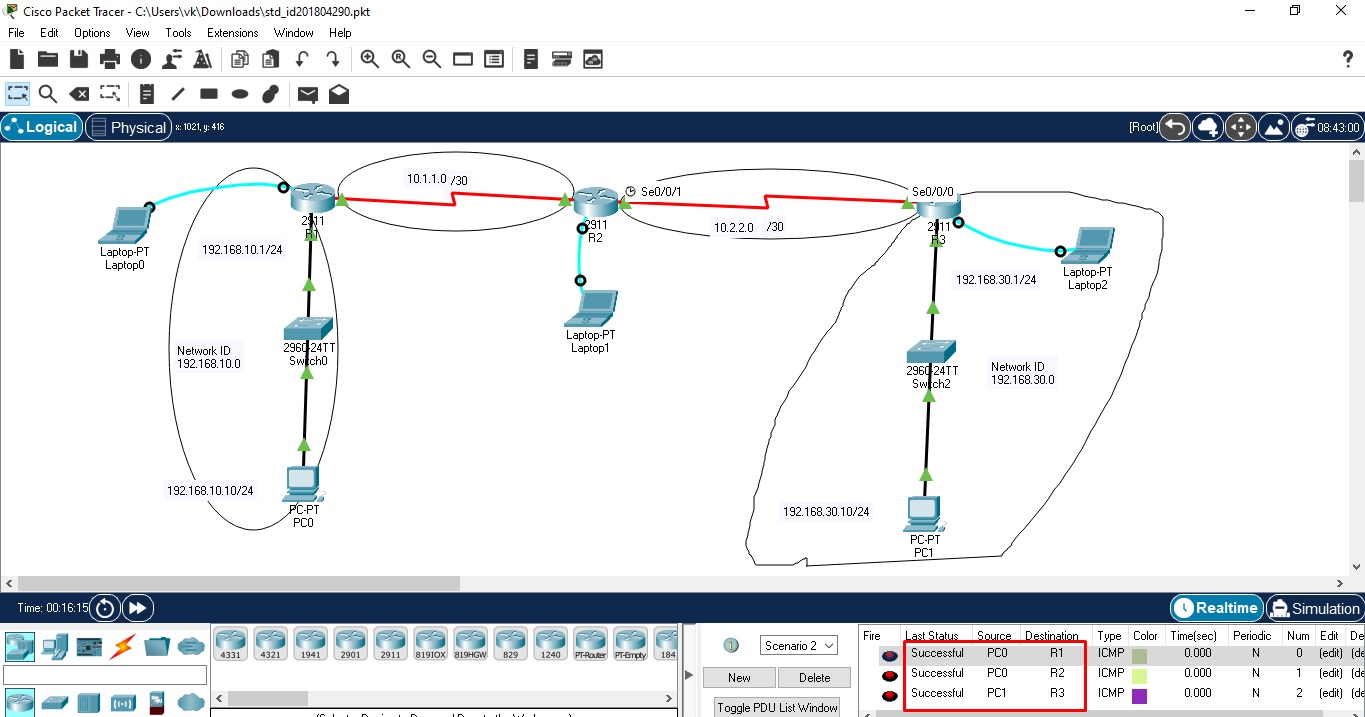 Cisco Packet Tracer - C:\Users\vk\Downloads\std_id201804290.pkt
File Edit Options View Tools Extensions Window Help
Logical Physical x: 1021, y: 416 [Root] 08:43:00
10.1.1.0 /30
Se0/0/1
Se0/0/0
10.2.2.0 /30
2911
R1
2911
R2
2911
R3
192.168.10.1/24
Laptop-PT
Laptop0
Laptop-PT
Laptop2
192.168.30.1/24
Laptop-PT
Laptop1
2960-24TT
Switch0
Network ID
192.168.10.0
2960-24TT
Switch2
Network ID
192.168.30.0
192.168.10.10/24
PC-PT
PC0
192.168.30.10/24
PC-PT
PC1
Time: 00:16:15 Realtime Simulation
4331 4321 1941 2901 2911 819IOX 819HGW 829 1240 PT-Router PT-Empty 184
Scenario 2
New Delete
Toggle PDU List Window
Fire Last Status Source Destination Type Color Time(sec) Periodic Num Edit De
Successful PC0 R1 ICMP 0.000 N 0 (edit) (de
Successful PC0 R2 ICMP 0.000 N 1 (edit) (de
Successful PC1 R3 ICMP 0.000 N 2 (edit) (de